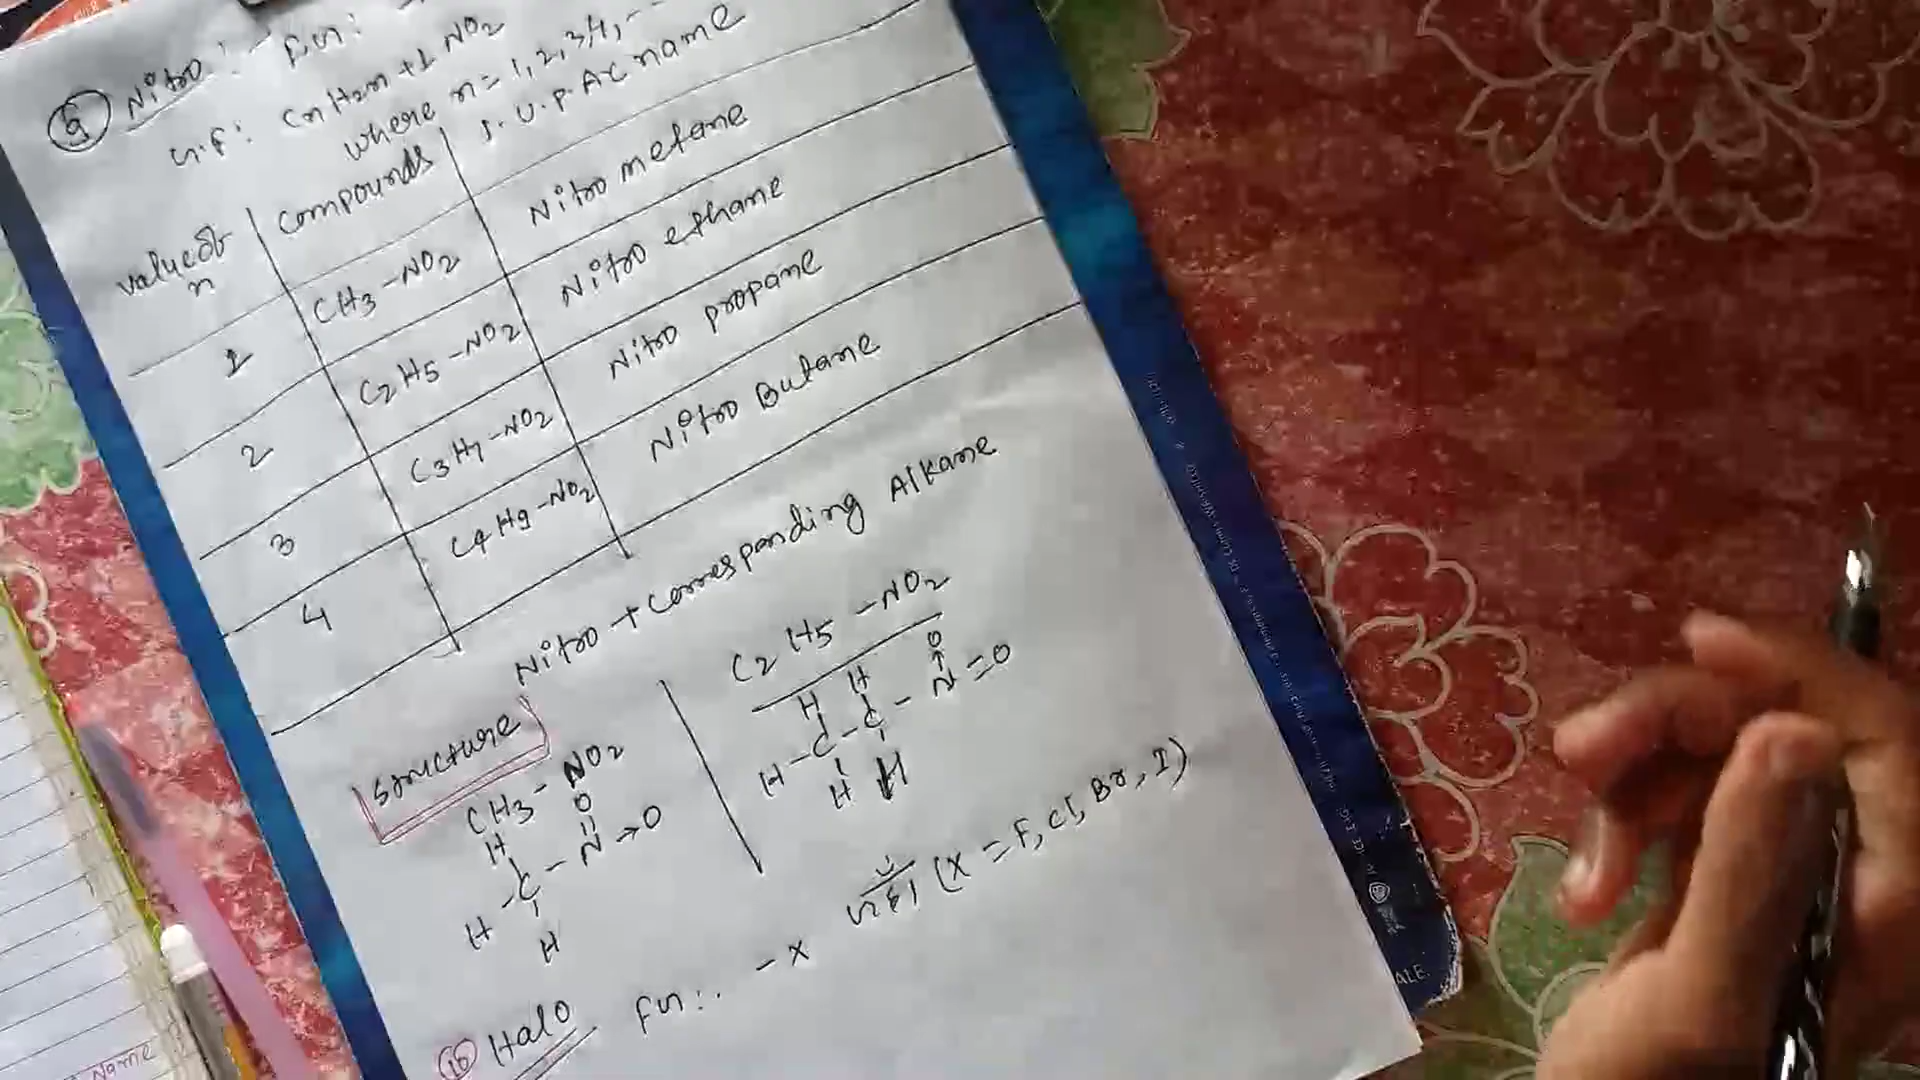 9 Nitro :- F.G :
G.F : CnH2n+1 NO2
where n = 1, 2, 3, 4, --
value of n | compounds | I.U.P.A.C name
1 | CH3-NO2 | Nitro metane
2 | C2H5-NO2 | Nitro ethane
3 | C3H7-NO2 | Nitro propane
4 | C4H9-NO2 | Nitro Butane
Nitro + corresponding Alkane
Structure
CH3-NO2
H O
H - C - N → O
H
C2H5-NO2
H H O
H - C - C - N = O
H H
10 Halo F.G :. - X (X = F, Cl, Br, I)
Name